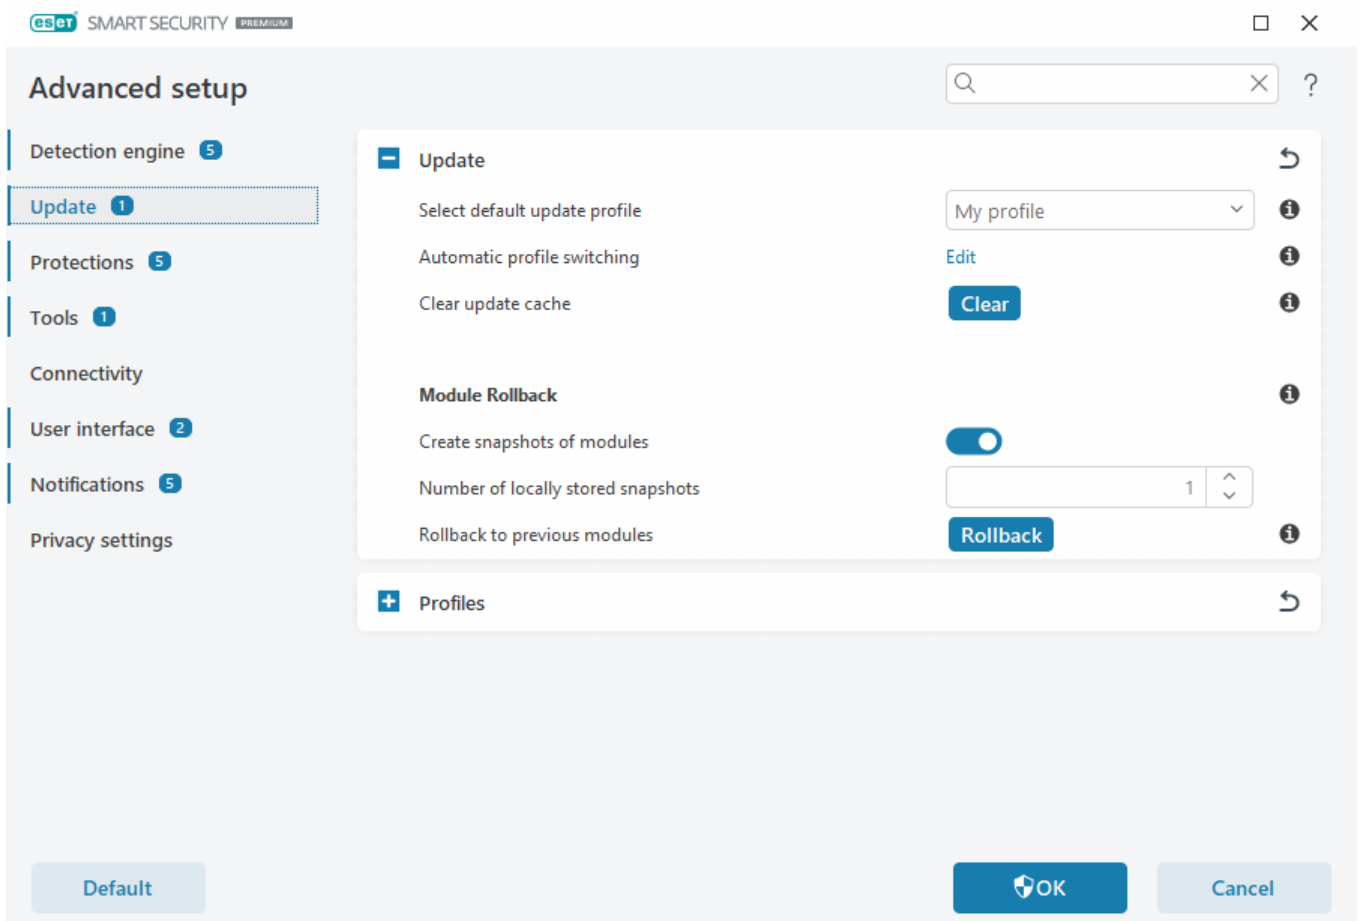 eset SMART SECURITY PREMIUM
Advanced setup
?
Detection engine 5
Update 1
Protections 5
Tools 1
Connectivity
User interface 2
Notifications 5
Privacy settings
Update
Select default update profile My profile
Automatic profile switching Edit
Clear update cache Clear
Module Rollback
Create snapshots of modules
Number of locally stored snapshots 1
Rollback to previous modules Rollback
Profiles
Default OK Cancel